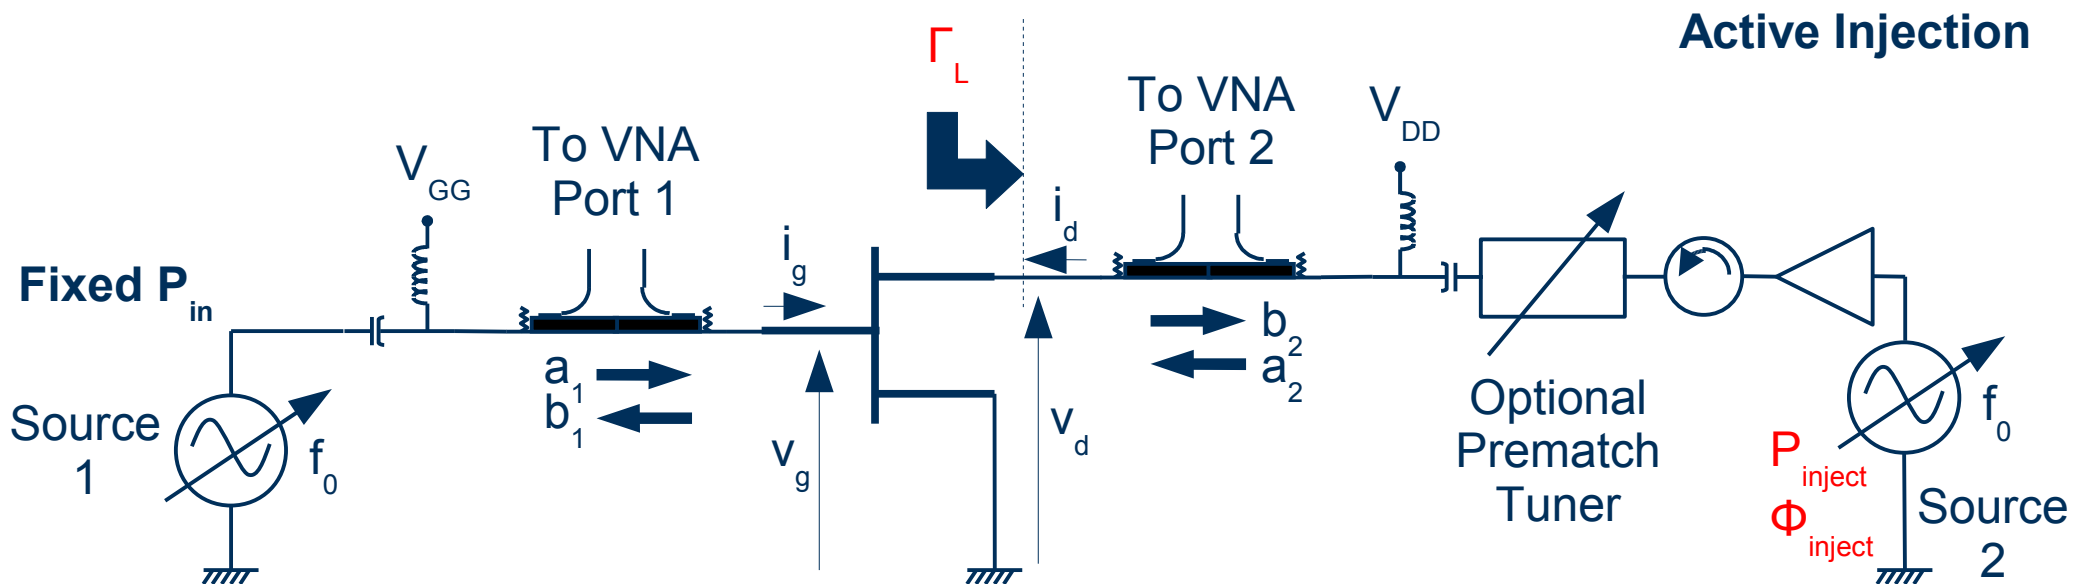 Active Injection
Γ_L
To VNA
Port 2
V_DD
To VNA
Port 1
V_GG
i_d
i_g
Fixed P_in
b_2
a_2
a_1
b_1
v_g
v_d
Source
1
f_0
Optional
Prematch
Tuner
f_0
P_inject
Φ_inject
Source
2